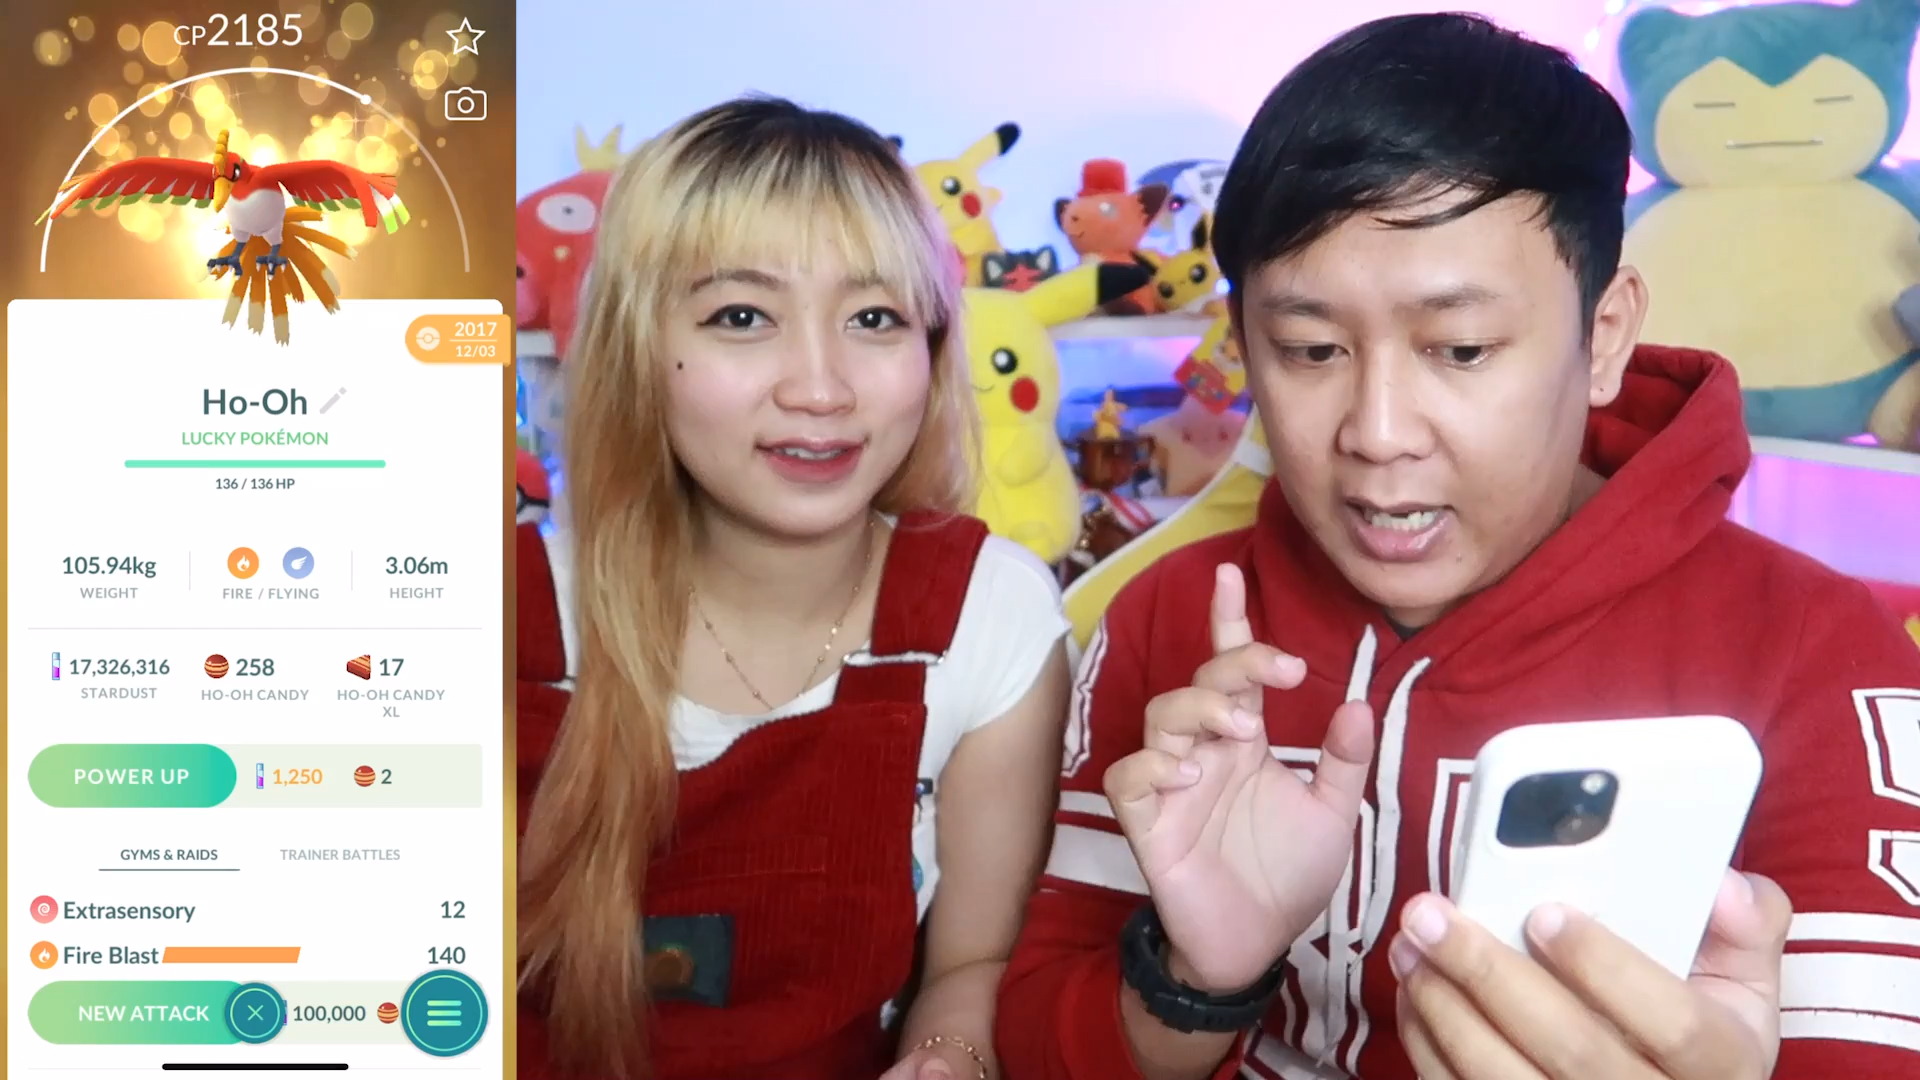 CP2185
2017
12/03
Ho-Oh
LUCKY POKÉMON
136 / 136 HP
105.94kg
WEIGHT
FIRE / FLYING
3.06m
HEIGHT
17,326,316
STARDUST
258
HO-OH CANDY
17
HO-OH CANDY
XL
POWER UP
1,250
2
GYMS & RAIDS
TRAINER BATTLES
Extrasensory
12
Fire Blast
140
NEW ATTACK
100,000